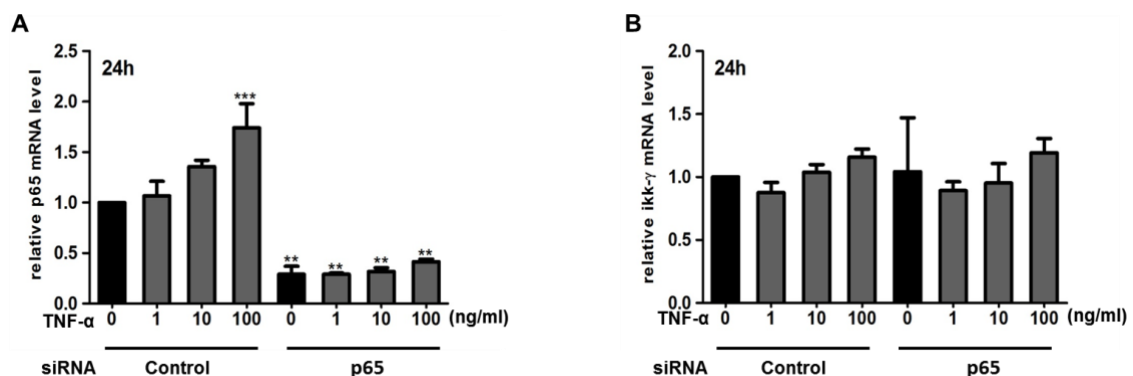 A
relative p65 mRNA level
2.5
2.0
1.5
1.0
0.5
0.0
24h
***
** ** ** **
TNF-α 0 1 10 100 0 1 10 100 (ng/ml)
siRNA Control p65
B
relative ikk-γ mRNA level
2.0
1.5
1.0
0.5
0.0
24h
TNF-α 0 1 10 100 0 1 10 100 (ng/ml)
siRNA Control p65